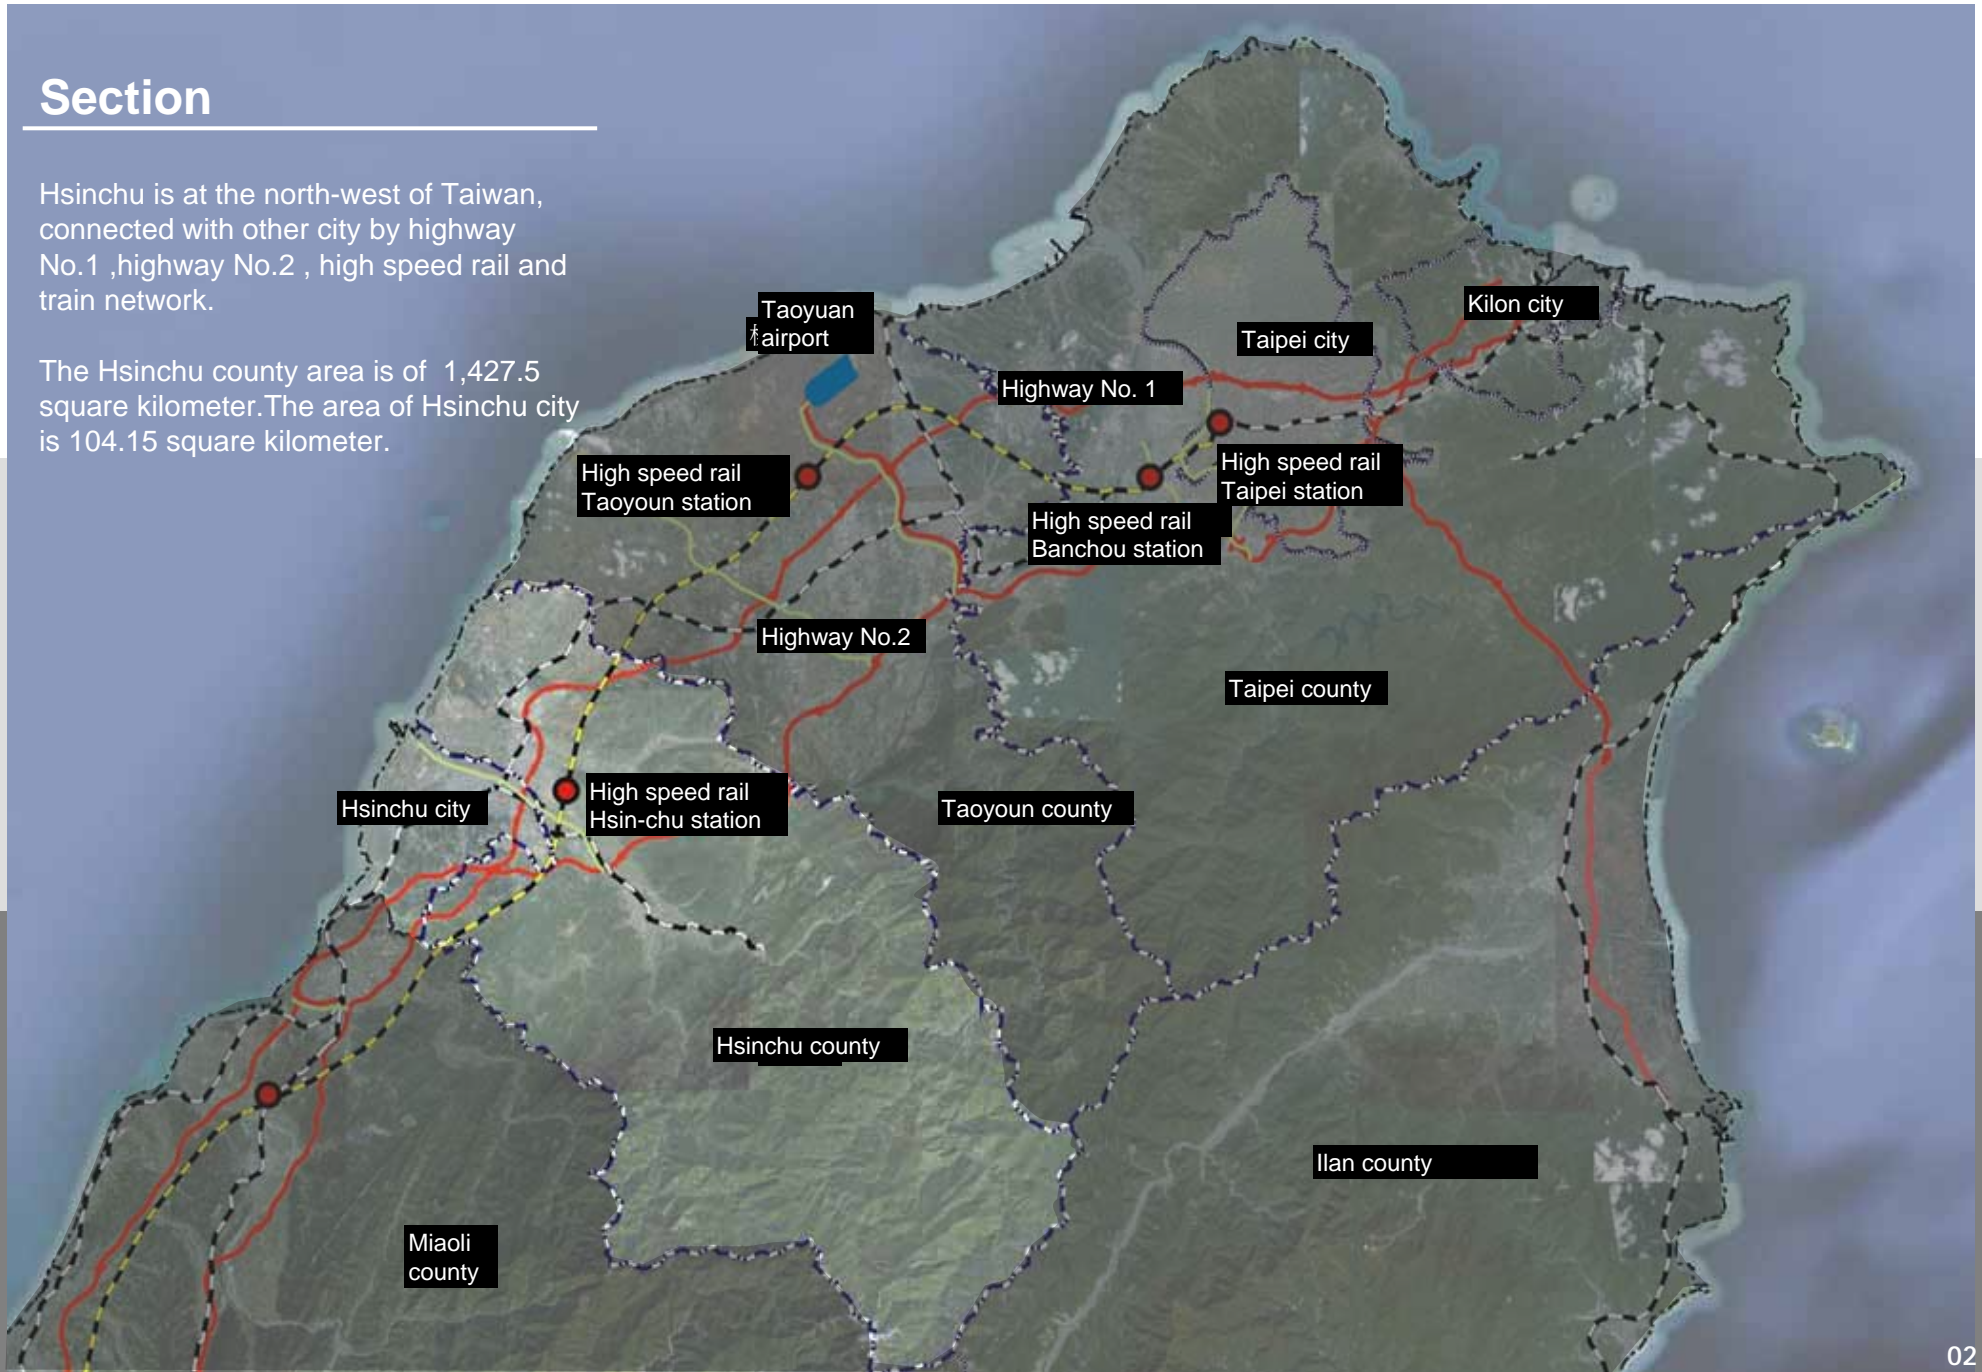 Section
Hsinchu is at the north-west of Taiwan,
connected with other city by highway
No.1 ,highway No.2 , high speed rail and
train network.
The Hsinchu county area is of 1,427.5
square kilometer.The area of Hsinchu city
is 104.15 square kilometer.
Taoyuan
airport
Kilon city
Taipei city
Highway No. 1
High speed rail
Taoyoun station
High speed rail
Taipei station
High speed rail
Banchou station
Highway No.2
Taipei county
High speed rail
Hsin-chu station
Hsinchu city
Taoyoun county
Hsinchu county
Ilan county
Miaoli
county
02